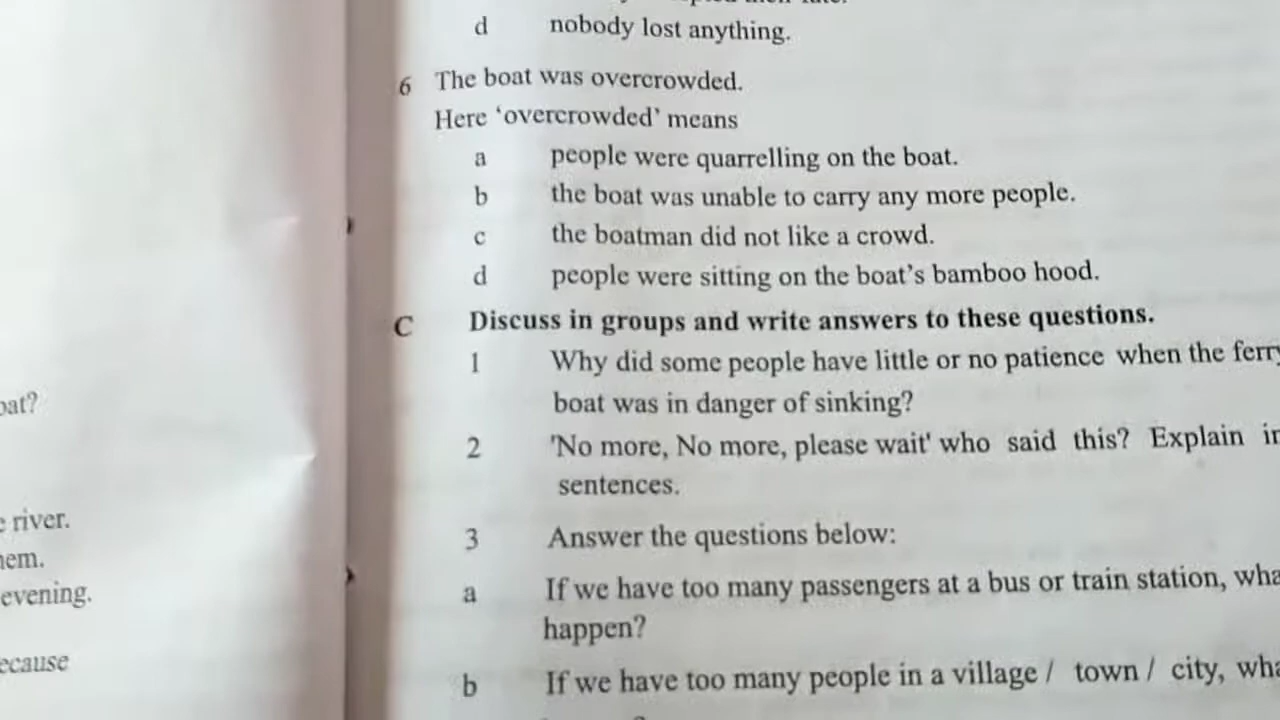 oat?
river.
evening.
d nobody lost anything.
6 The boat was overcrowded.
Here ‘overcrowded’ means
a people were quarrelling on the boat.
b the boat was unable to carry any more people.
c the boatman did not like a crowd.
d people were sitting on the boat’s bamboo hood.
C Discuss in groups and write answers to these questions.
1 Why did some people have little or no patience when the ferry
boat was in danger of sinking?
2 'No more, No more, please wait' who said this? Explain in
sentences.
3 Answer the questions below:
a If we have too many passengers at a bus or train station,
happen?
b If we have too many people in a village / town / city,